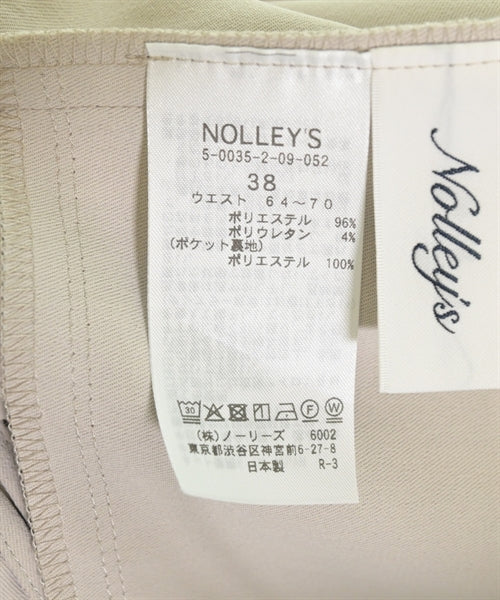 NOLLEY'S
5-0035-2-09-052
38
ウエスト 64～70
ポリエステル 96%
ポリウレタン 4%
(ポケット裏地)
ポリエステル 100%
30
F W
(株)ノーリーズ 6002
東京都渋谷区神宮前6-27-8
日本製 R-3
Nolley's